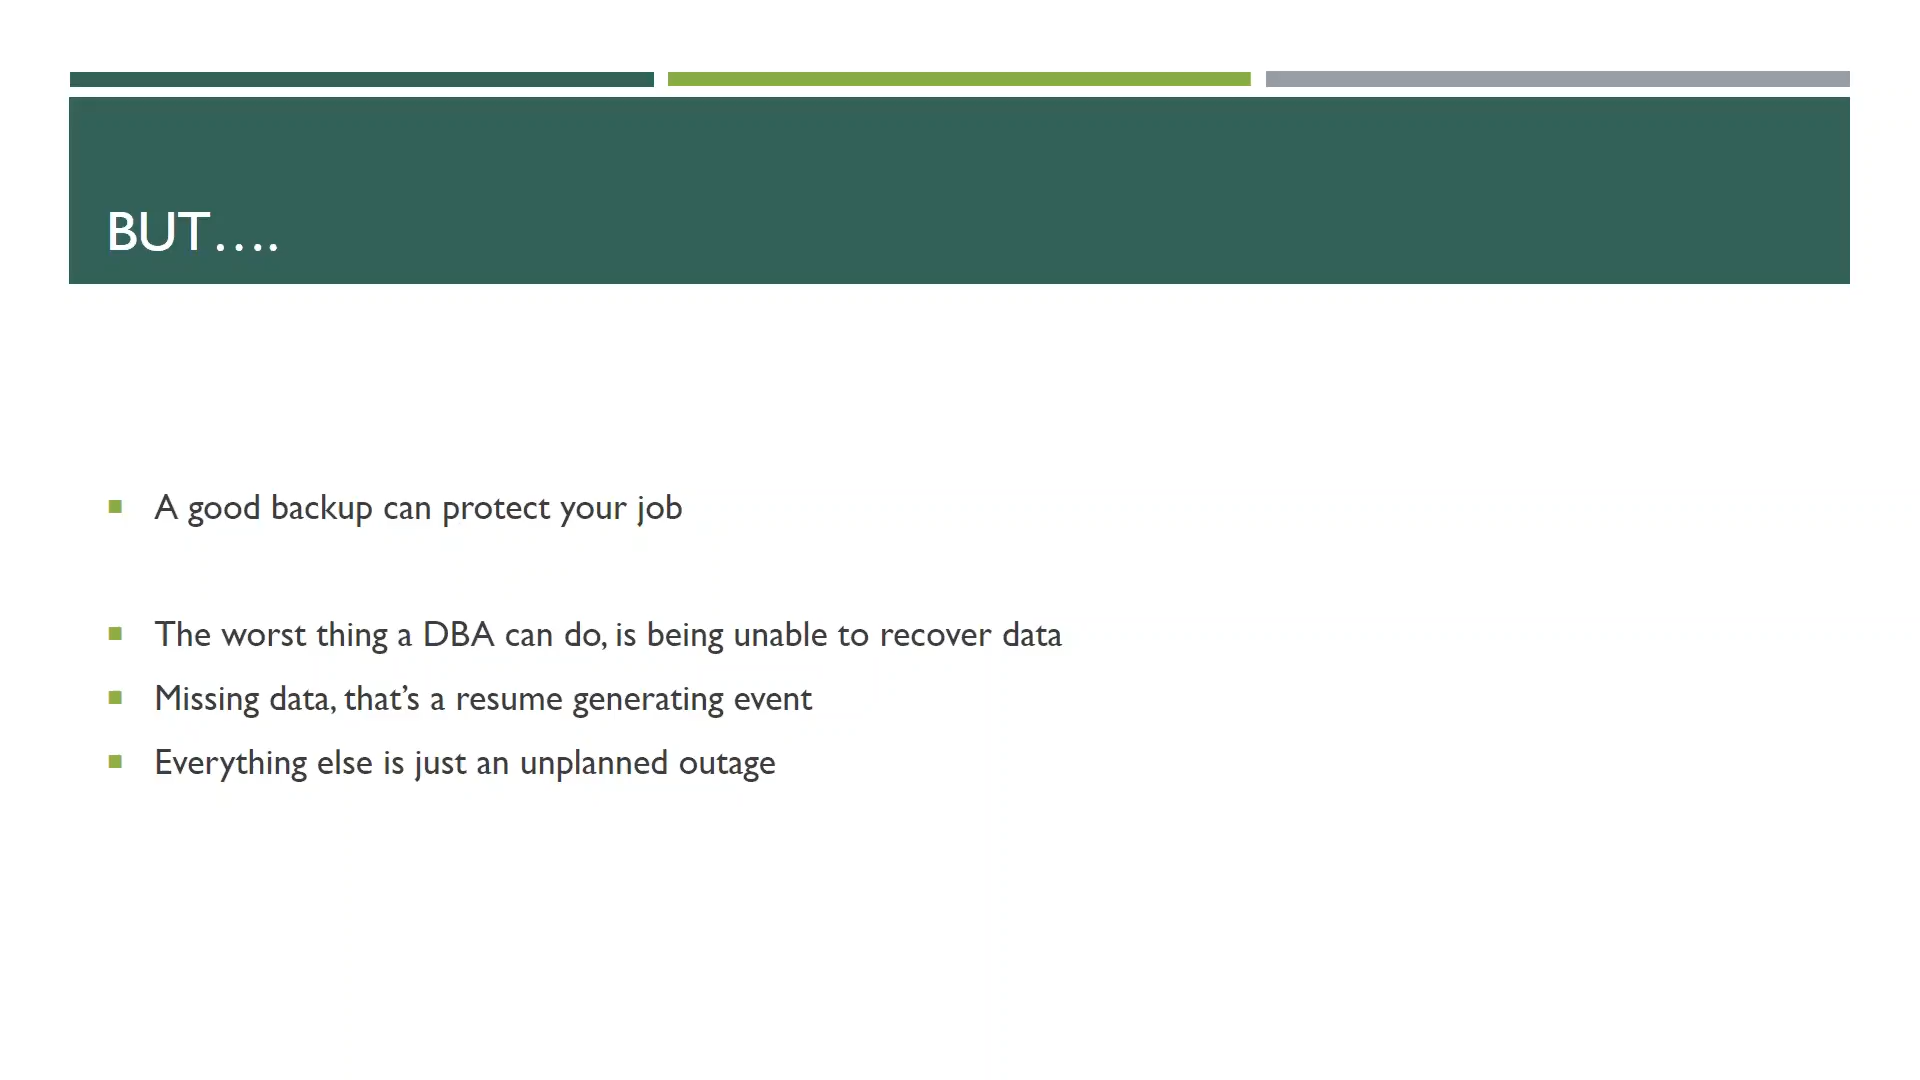 BUT....
A good backup can protect your job
The worst thing a DBA can do, is being unable to recover data
Missing data, that’s a resume generating event
Everything else is just an unplanned outage